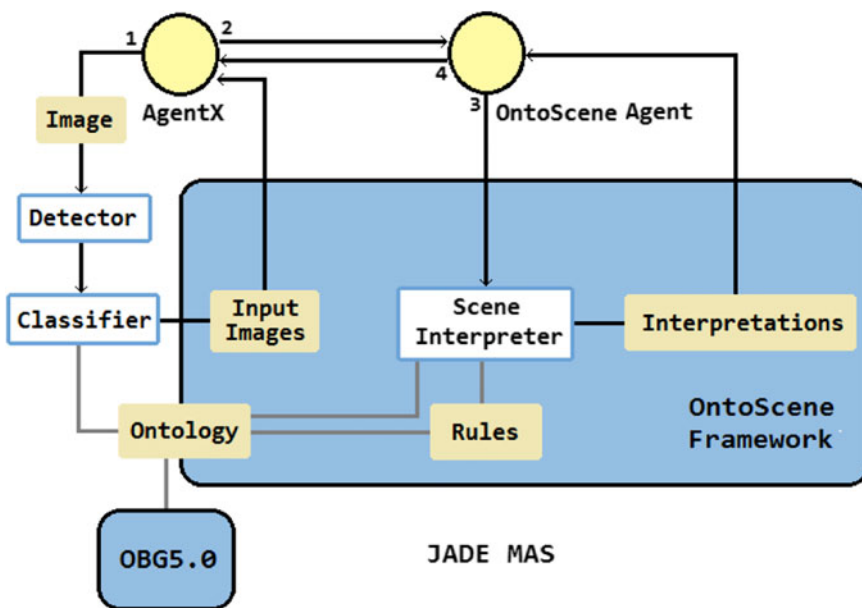 1
2
4
3
AgentX
OntoScene Agent
Image
Detector
Classifier
Input
Images
Scene
Interpreter
Interpretations
Ontology
Rules
OntoScene
Framework
OBG5.0
JADE MAS